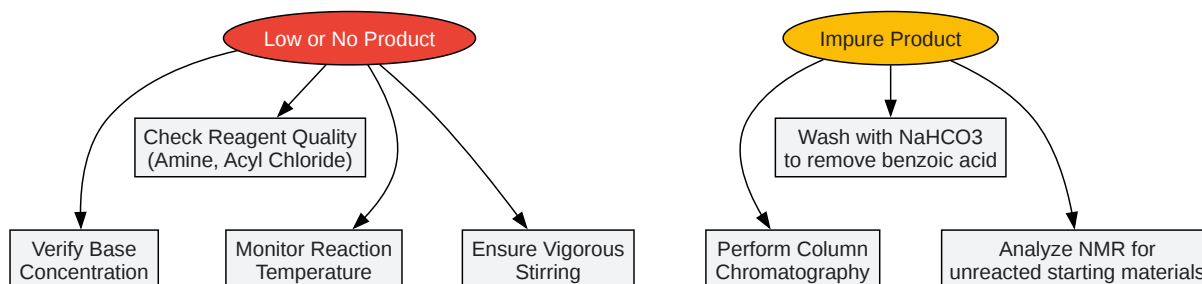 Low or No Product
Impure Product
Check Reagent Quality
(Amine, Acyl Chloride)
Wash with NaHCO3
to remove benzoic acid
Verify Base
Concentration
Monitor Reaction
Temperature
Ensure Vigorous
Stirring
Perform Column
Chromatography
Analyze NMR for
unreacted starting materials